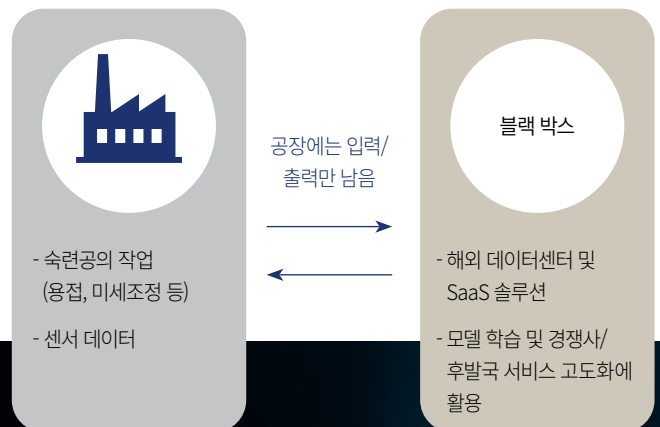 공장에는 입력/
출력만 남음
- 숙련공의 작업
(용접, 미세조정 등)
- 센서 데이터
블랙 박스
- 해외 데이터센터 및
SaaS 솔루션
- 모델 학습 및 경쟁사/
후발국 서비스 고도화에
활용